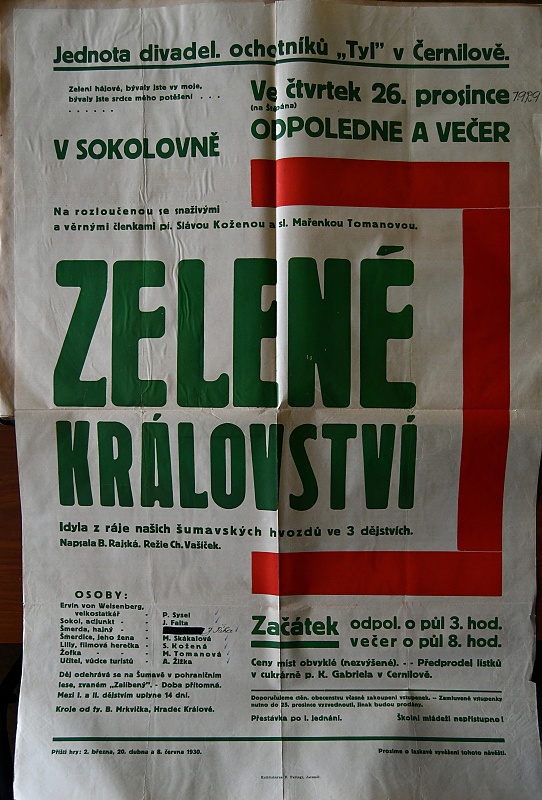 Jednota divadel. ochotníků „Tyl" v Černilově.
Zelení hájové, bývaly jste vy moje,
bývaly jste srdce mého potěšení . . .
. . . . . .
Ve čtvrtek 26. prosince 1929
(na Štěpána)
ODPOLEDNE A VEČER
V SOKOLOVNĚ
Na rozloučenou se snaživými
a věrnými členkami pí. Slávou Koženou a sl. Mařenkou Tomanovou.
ZELENÉ
KRÁLOVSTVÍ
Idyla z ráje našich šumavských hvozdů ve 3 dějstvích.
Napsala B. Rajská. Režie Ch. Vašíček.
OSOBY:
Ervín von Weisenberg,
velkostatkář - P. Sysel
Sokol, adjunkt - J. Falta
Šmerda, hajný -
Šmerdice, jeho žena - M. Skákalová
Lilly, filmová herečka - S. Kožená
Žofka - M. Tomanová
Učitel, vůdce turistů - A. Žižka
Děj odehrává se na Šumavě v pohraničním
lese, zvaném „Zalíbený". - Doba přítomná.
Mezi I. a II. dějstvím uplyne 14 dní.
Kroje od fy. B. Mrkvička, Hradec Králové.
Začátek odpol. o půl 3. hod.
večer o půl 8. hod.
Ceny míst obvyklé (nezvýšené). - - Předprodej lístků
v cukrárně p. K. Gabriela v Černilově.
Doporučujeme ctěn. obecenstvu včasné zakoupení vstupenek. – Zamluvené vstupenky
nutno do 25. prosince vyzvednouti, jinak budou prodány.
Přestávka po I. jednání. Školní mládeži nepřístupno!
Příští hry: 2. března, 20. dubna a 8. června 1930. Prosíme o laskavé vyvěšení tohoto návěští.